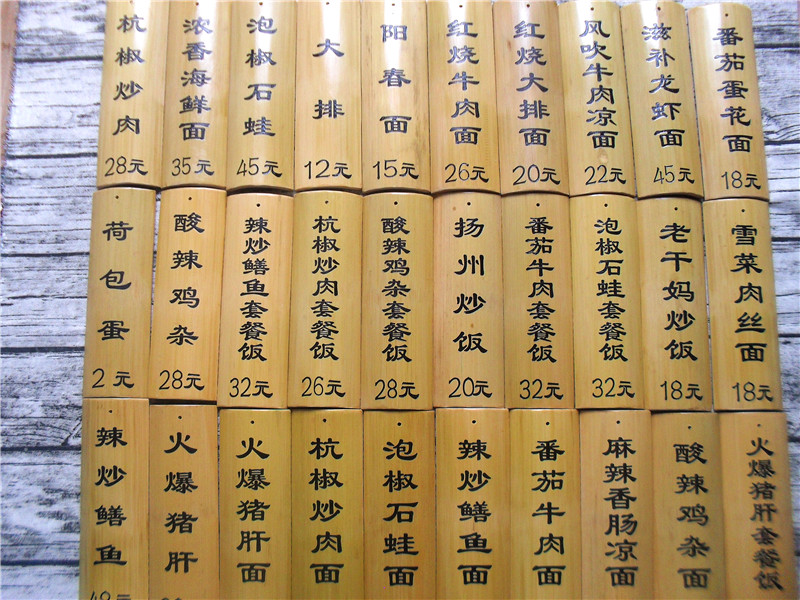 杭椒炒肉
28元
浓香海鲜面
35元
泡椒石蛙
45元
大排
12元
阳春面
15元
红烧牛肉面
26元
红烧大排面
20元
风吹牛肉凉面
22元
滋补龙虾面
45元
番茄蛋花面
18元
荷包蛋
2元
酸辣鸡杂
28元
辣炒鳝鱼套餐饭
32元
杭椒炒肉套餐饭
26元
酸辣鸡杂套餐饭
28元
扬州炒饭
20元
番茄牛肉套餐饭
32元
泡椒石蛙套餐饭
32元
老干妈炒饭
18元
雪菜肉丝面
18元
辣炒鳝鱼
火爆猪肝
火爆猪肝面
杭椒炒肉面
泡椒石蛙面
辣炒鳝鱼面
番茄牛肉面
麻辣香肠凉面
酸辣鸡杂面
火爆猪肝套餐饭